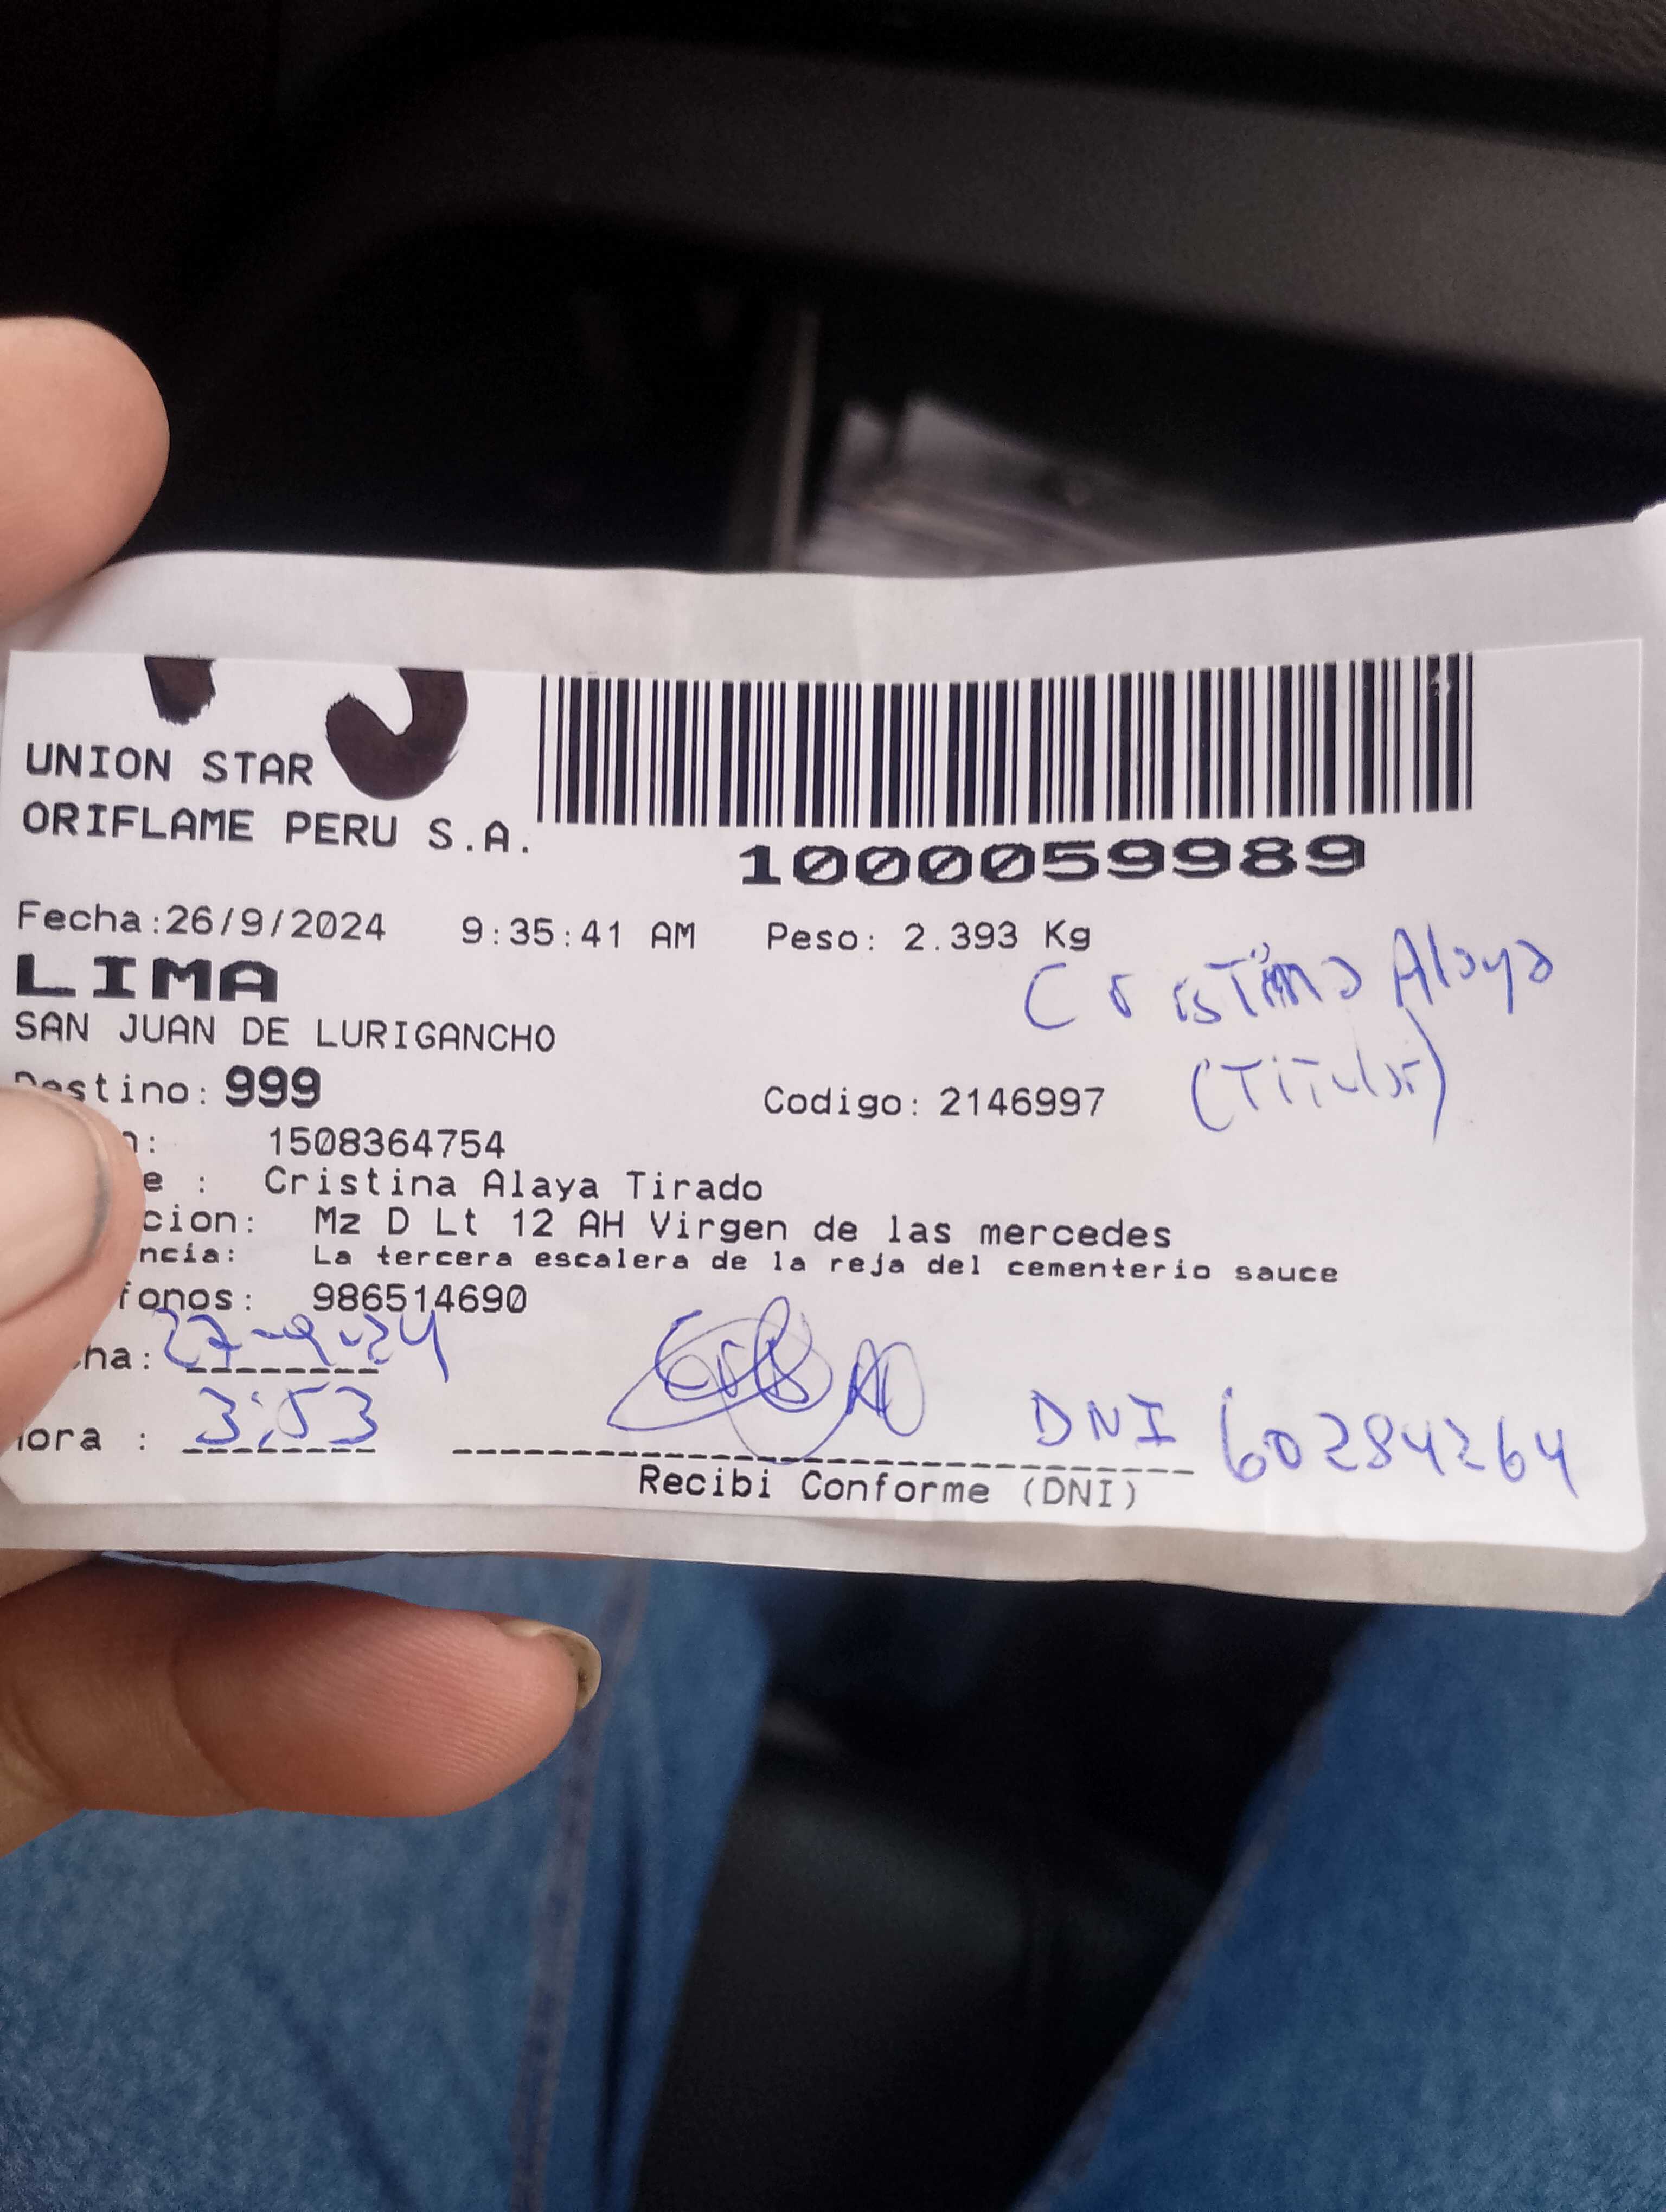 UNION STAR
ORIFLAME PERU S.A.
1000059989
Fecha:26/9/2024 9:35:41 AM Peso: 2.393 Kg
LIMA
Cristina Alaya
SAN JUAN DE LURIGANCHO
(Titular)
Destino: 999 Codigo: 2146997
1508364754
e : Cristina Alaya Tirado
cion: Mz D Lt 12 AH Virgen de las mercedes
ncia: La tercera escalera de la reja del cementerio sauce
fonos: 986514690
ha: 27-9-24
ora : 3:53
DNI 60284264
Recibi Conforme (DNI)